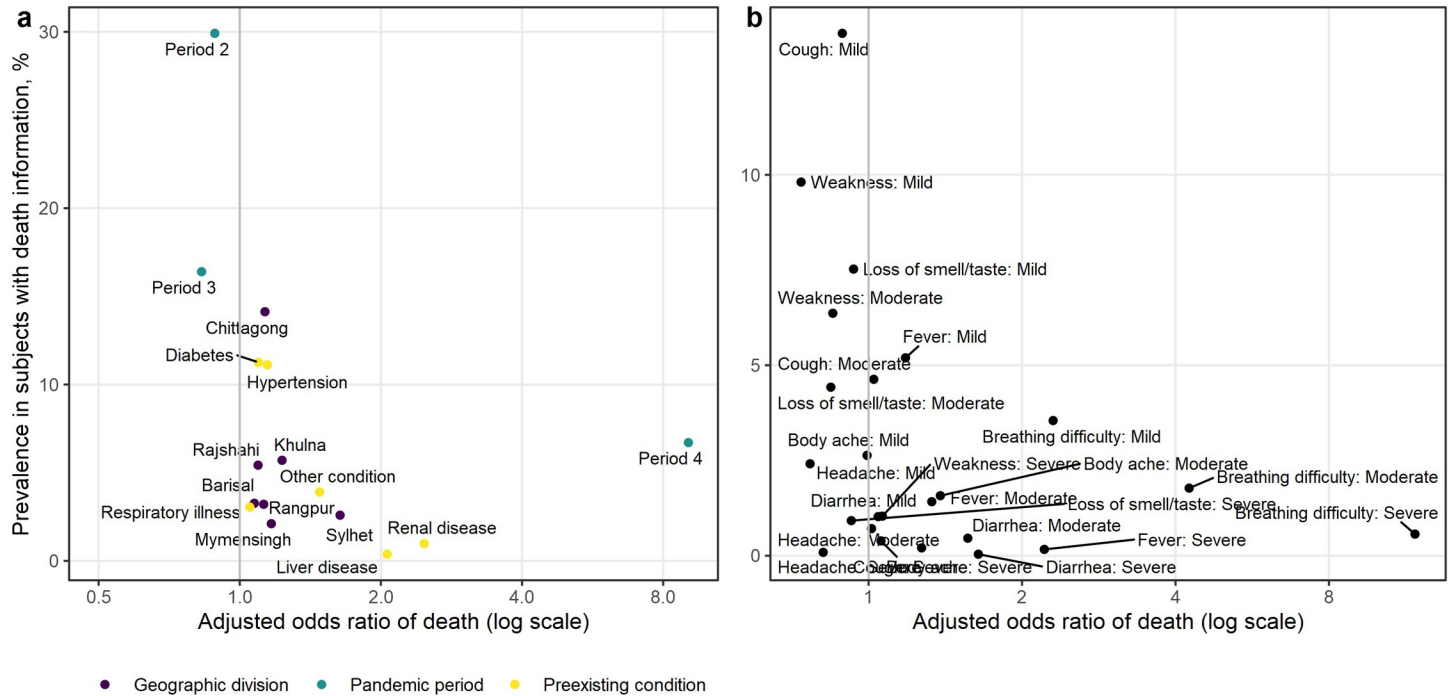 a
Prevalence in subjects with death information, %
30
20
10
0
Period 2
Period 3
Chittagong
Diabetes
Hypertension
Rajshahi
Khulna
Other condition
Barisal
Respiratory illness
Rangpur
Mymensingh
Sylhet
Renal disease
Liver disease
Period 4
0.5 1.0 2.0 4.0 8.0
Adjusted odds ratio of death (log scale)
b
10
5
0
Cough: Mild
Weakness: Mild
Loss of smell/taste: Mild
Weakness: Moderate
Fever: Mild
Cough: Moderate
Loss of smell/taste: Moderate
Breathing difficulty: Mild
Body ache: Mild
Headache: Mild
Weakness: Severe
Body ache: Moderate
Breathing difficulty: Moderate
Diarrhea: Mild
Fever: Moderate
Loss of smell/taste: Severe
Breathing difficulty: Severe
Diarrhea: Moderate
Headache: Moderate
Fever: Severe
Headache: Severe
Cough: Severe
Body ache: Severe
Diarrhea: Severe
1 2 4 8
Adjusted odds ratio of death (log scale)
Geographic division Pandemic period Preexisting condition